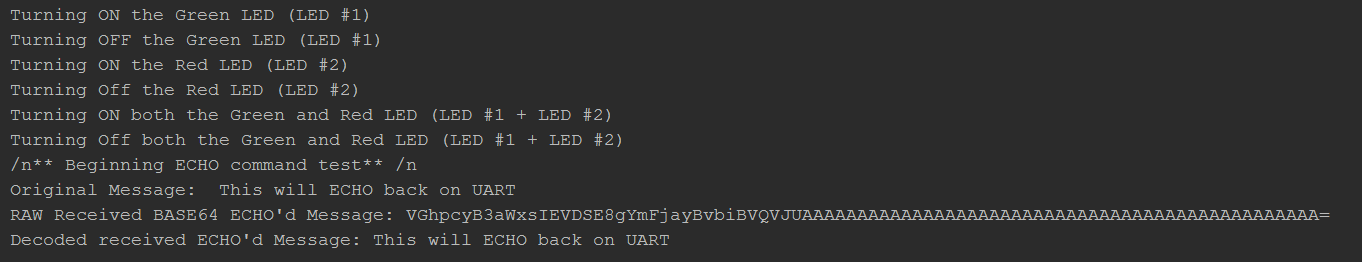 Turning ON the Green LED (LED #1)
Turning OFF the Green LED (LED #1)
Turning ON the Red LED (LED #2)
Turning Off the Red LED (LED #2)
Turning ON both the Green and Red LED (LED #1 + LED #2)
Turning Off both the Green and Red LED (LED #1 + LED #2)
/n** Beginning ECHO command test** /n
Original Message:  This will ECHO back on UART
RAW Received BASE64 ECHO'd Message: VGhpcyB3aWxsIEVDSE8gYmFjayBvbiBVQVJUAAAAAAAAAAAAAAAAAAAAAAAAAAAAAAAAAAAAAAAAAAAAAAA=
Decoded received ECHO'd Message: This will ECHO back on UART